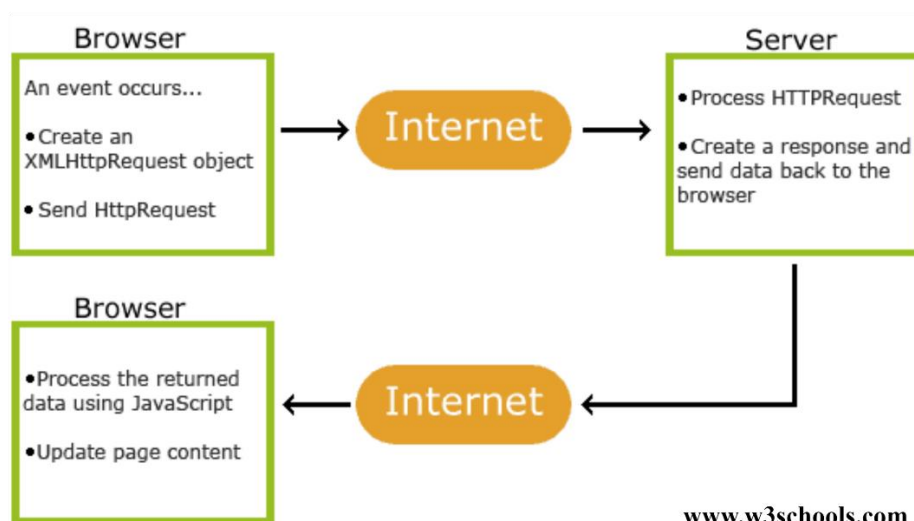 Browser
An event occurs...
•Create an
XMLHttpRequest object
•Send HttpRequest
Internet
Server
•Process HTTPRequest
•Create a response and
send data back to the
browser
Browser
•Process the returned
data using JavaScript
•Update page content
Internet
www.w3schools.com